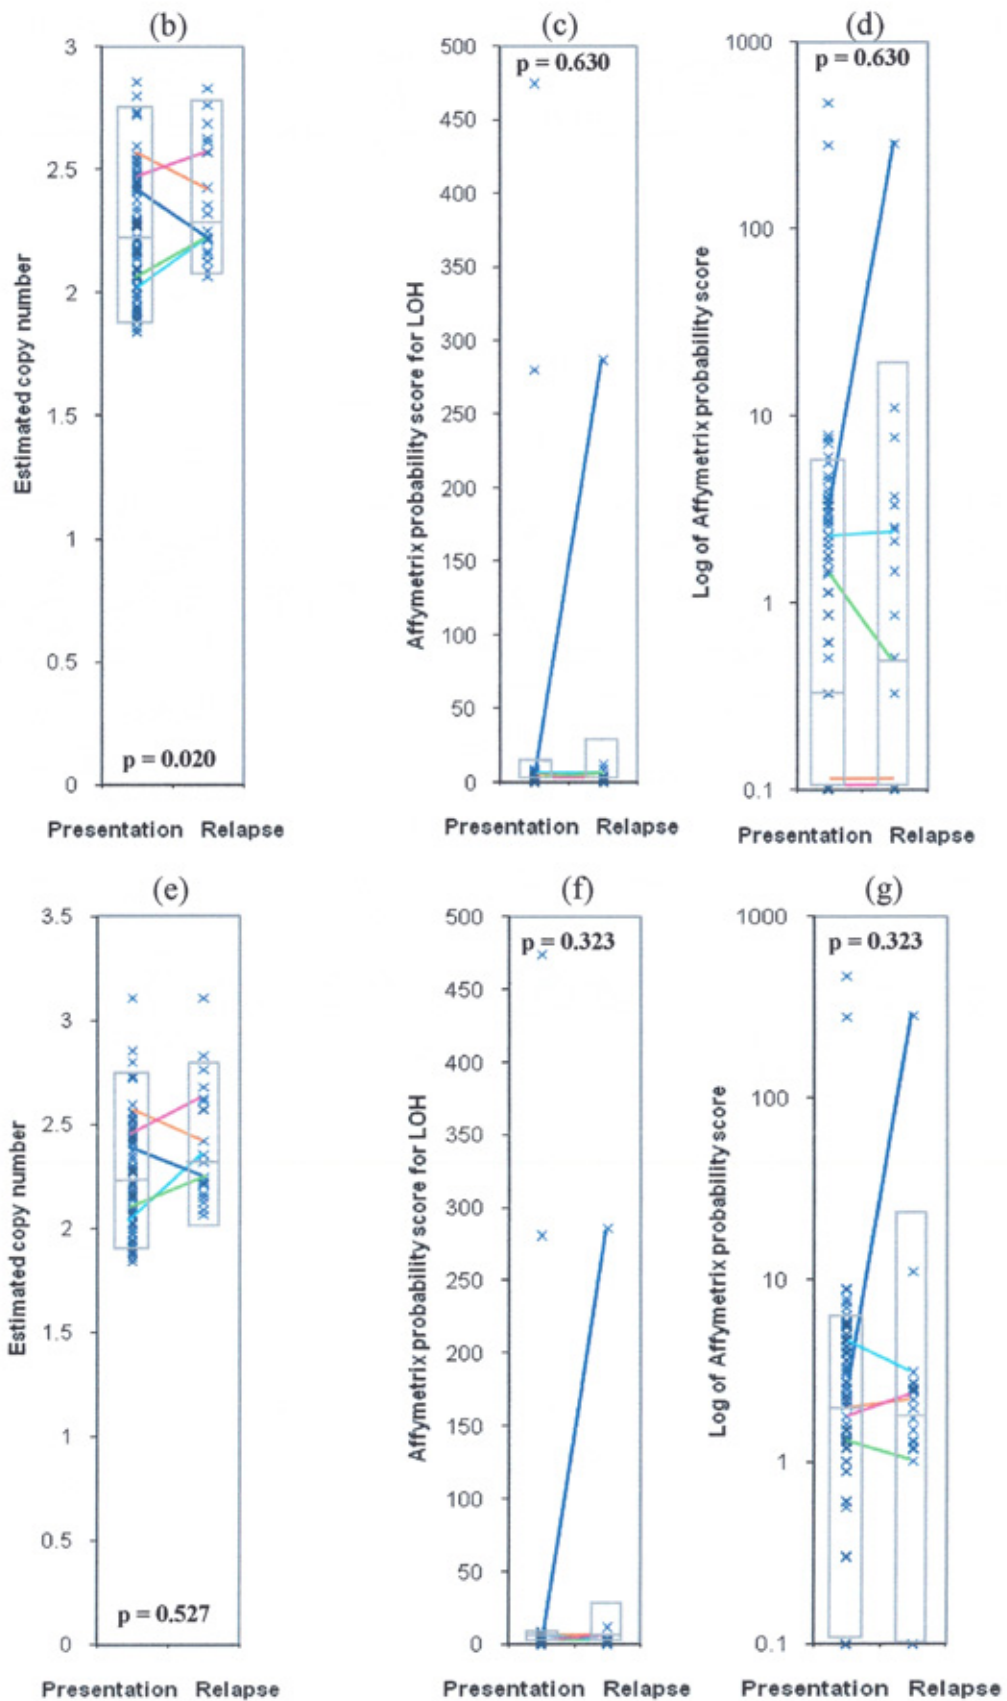 (b)
3
2.5
2
1.5
1
0.5
0
Estimated copy number
p = 0.020
Presentation Relapse
(c)
500
450
400
350
300
250
200
150
100
50
0
Affymetrix probability score for LOH
p = 0.630
Presentation Relapse
(d)
1000
100
10
1
0.1
Log of Affymetrix probability score
p = 0.630
Presentation Relapse
(e)
3.5
3
2.5
2
1.5
1
0.5
0
Estimated copy number
p = 0.527
Presentation Relapse
(f)
500
450
400
350
300
250
200
150
100
50
0
Affymetrix probability score for LOH
p = 0.323
Presentation Relapse
(g)
1000
100
10
1
0.1
Log of Affymetrix probability score
p = 0.323
Presentation Relapse